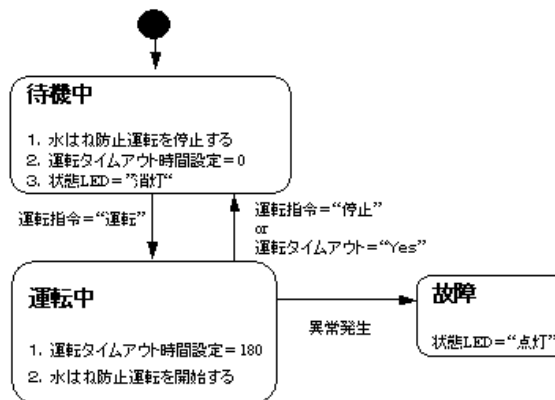 待機中
1. 水はね防止運転を停止する
2. 運転タイムアウト時間設定=0
3. 状態LED=”消灯“
運転指令=“運転”
運転指令=“停止”
or
運転タイムアウト=“Yes”
運転中
1. 運転タイムアウト時間設定=180
2. 水はね防止運転を開始する
異常発生
故障
状態LED=“点灯”